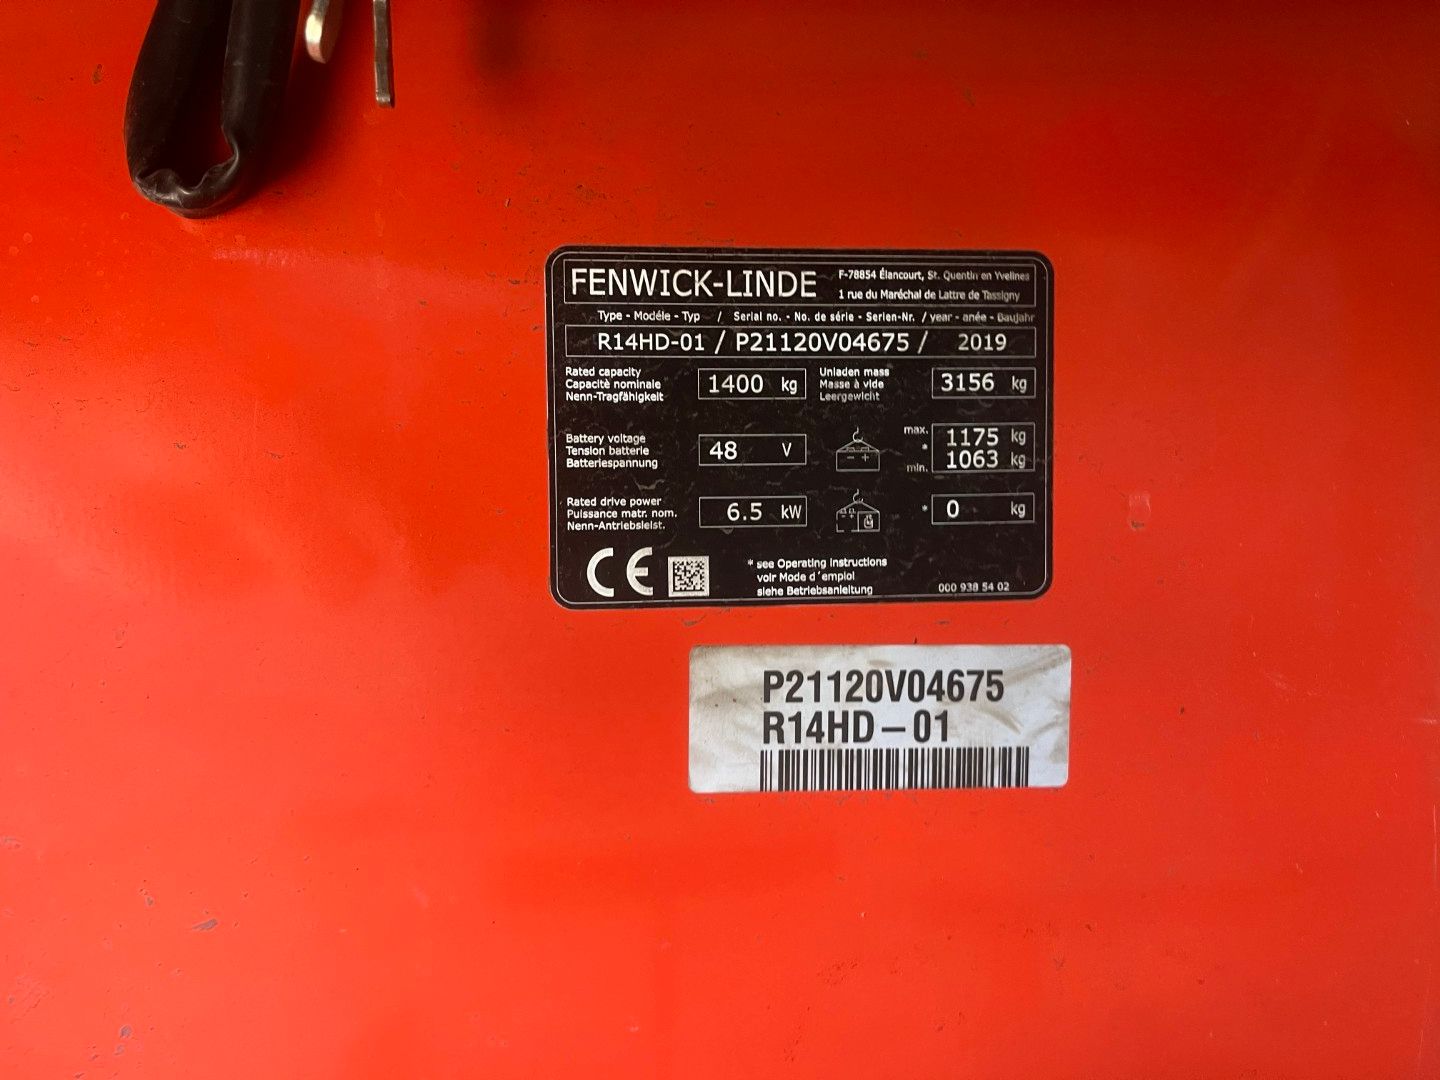 FENWICK-LINDE
F-78854 Élancourt, St. Quentin en Yvelines
1 rue du Maréchal de Lattre de Tassigny
Type - Modéle - Typ / Serial no. - No. de série - Serien-Nr. / year - anée - Baujahr
R14HD-01 / P21120V04675 / 2019
Rated capacity
Capacitè nominale
Nenn-Tragfähigkeit
1400 kg
Unladen mass
Masse à vide
Leergewicht
3156 kg
Battery voltage
Tension batterie
Batteriespannung
48 V
- +
max. 1175 kg
*
min. 1063 kg
Rated drive power
Puissance matr. nom.
Nenn-Antriebsleist.
6.5 kW
* 0 kg
CE
* see Operating instructions
voir Mode d´emploi
siehe Betriebsanleitung
000 938 54 02
P21120V04675
R14HD-01